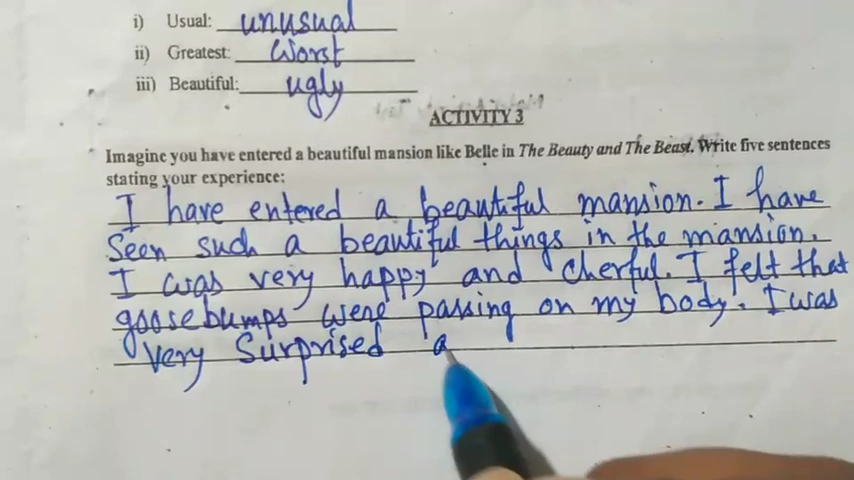 i) Usual: unusual
ii) Greatest: Worst
iii) Beautiful: ugly
ACTIVITY 3
Imagine you have entered a beautiful mansion like Belle in The Beauty and The Beast. Write five sentences
stating your experience:
I have entered a beautiful mansion. I have
Seen such a beautiful things in the mansion.
I was very happy and cherful. I felt that
goosebumps were passing on my body. I was
very Surprised a